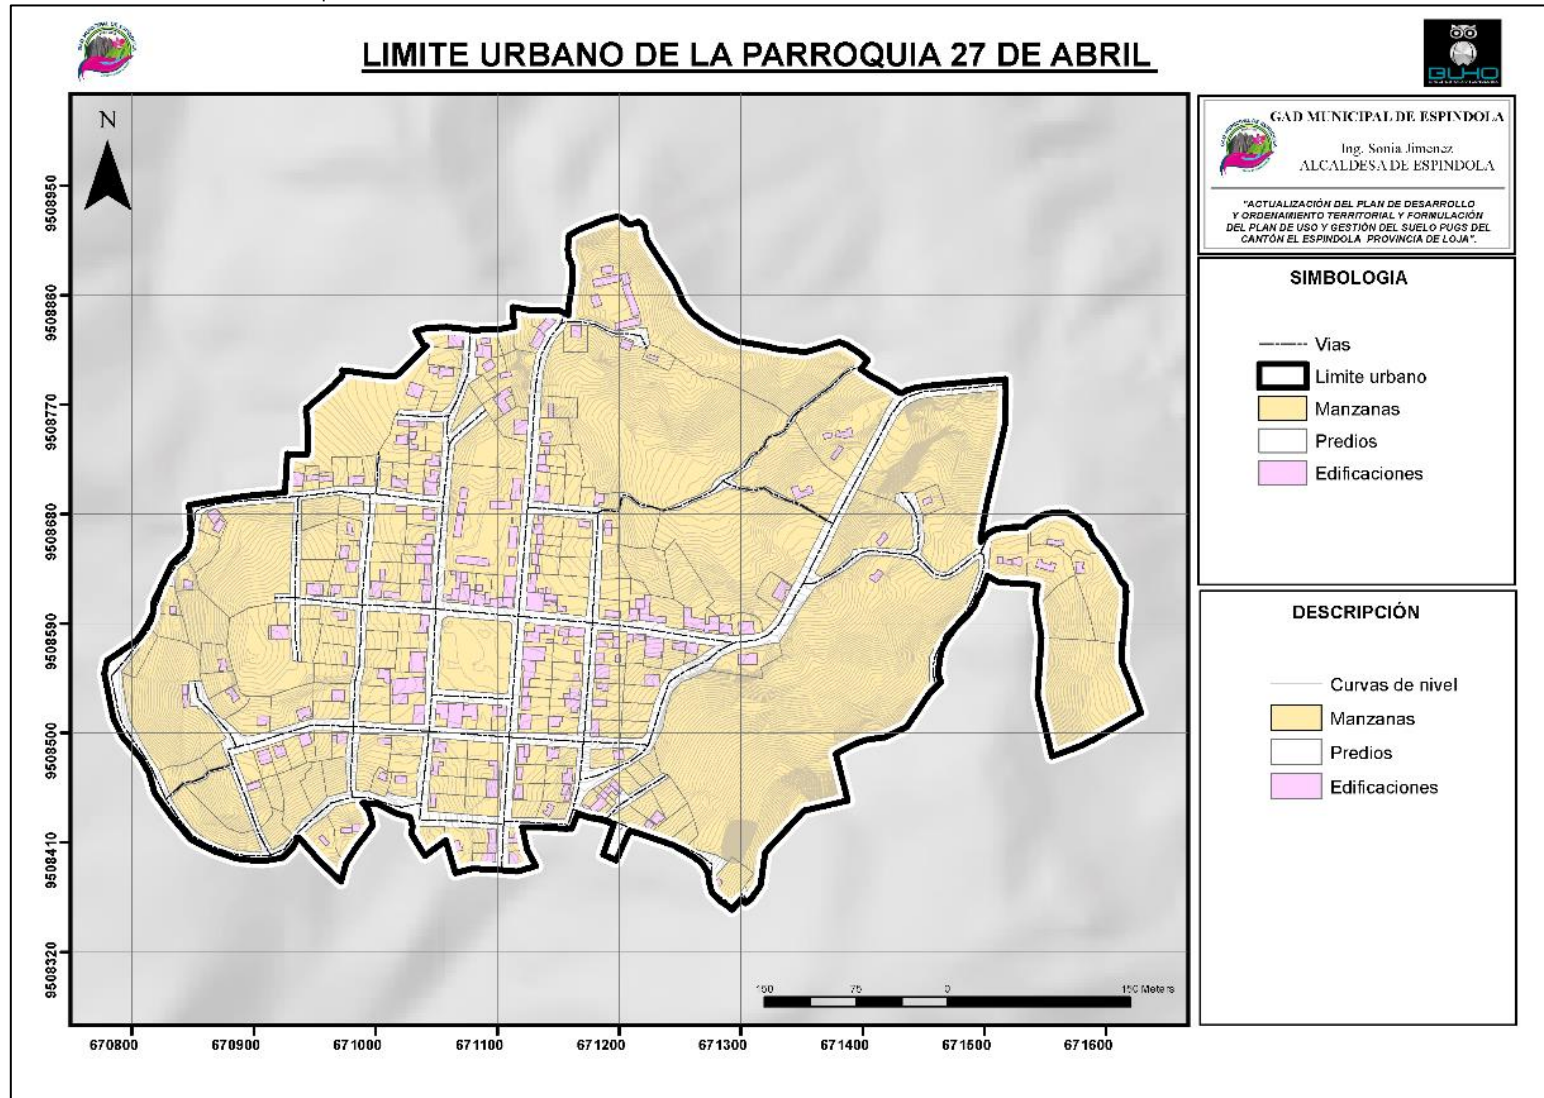 LIMITE URBANO DE LA PARROQUIA 27 DE ABRIL
BUHO
GAD MUNICIPAL DE ESPINDOLA
Ing. Sonia Jimenez
ALCALDESA DE ESPINDOLA
"ACTUALIZACIÓN DEL PLAN DE DESARROLLO
Y ORDENAMIENTO TERRITORIAL Y FORMULACIÓN
DEL PLAN DE USO Y GESTIÓN DEL SUELO PUGS DEL
CANTÓN EL ESPINDOLA PROVINCIA DE LOJA".
SIMBOLOGIA
Vias
Limite urbano
Manzanas
Predios
Edificaciones
DESCRIPCIÓN
Curvas de nivel
Manzanas
Predios
Edificaciones
N
9508950
9508860
9508770
9508680
9508590
9508500
9508410
9508320
150 75 0 150 Meters
670800 670900 671000 671100 671200 671300 671400 671500 671600